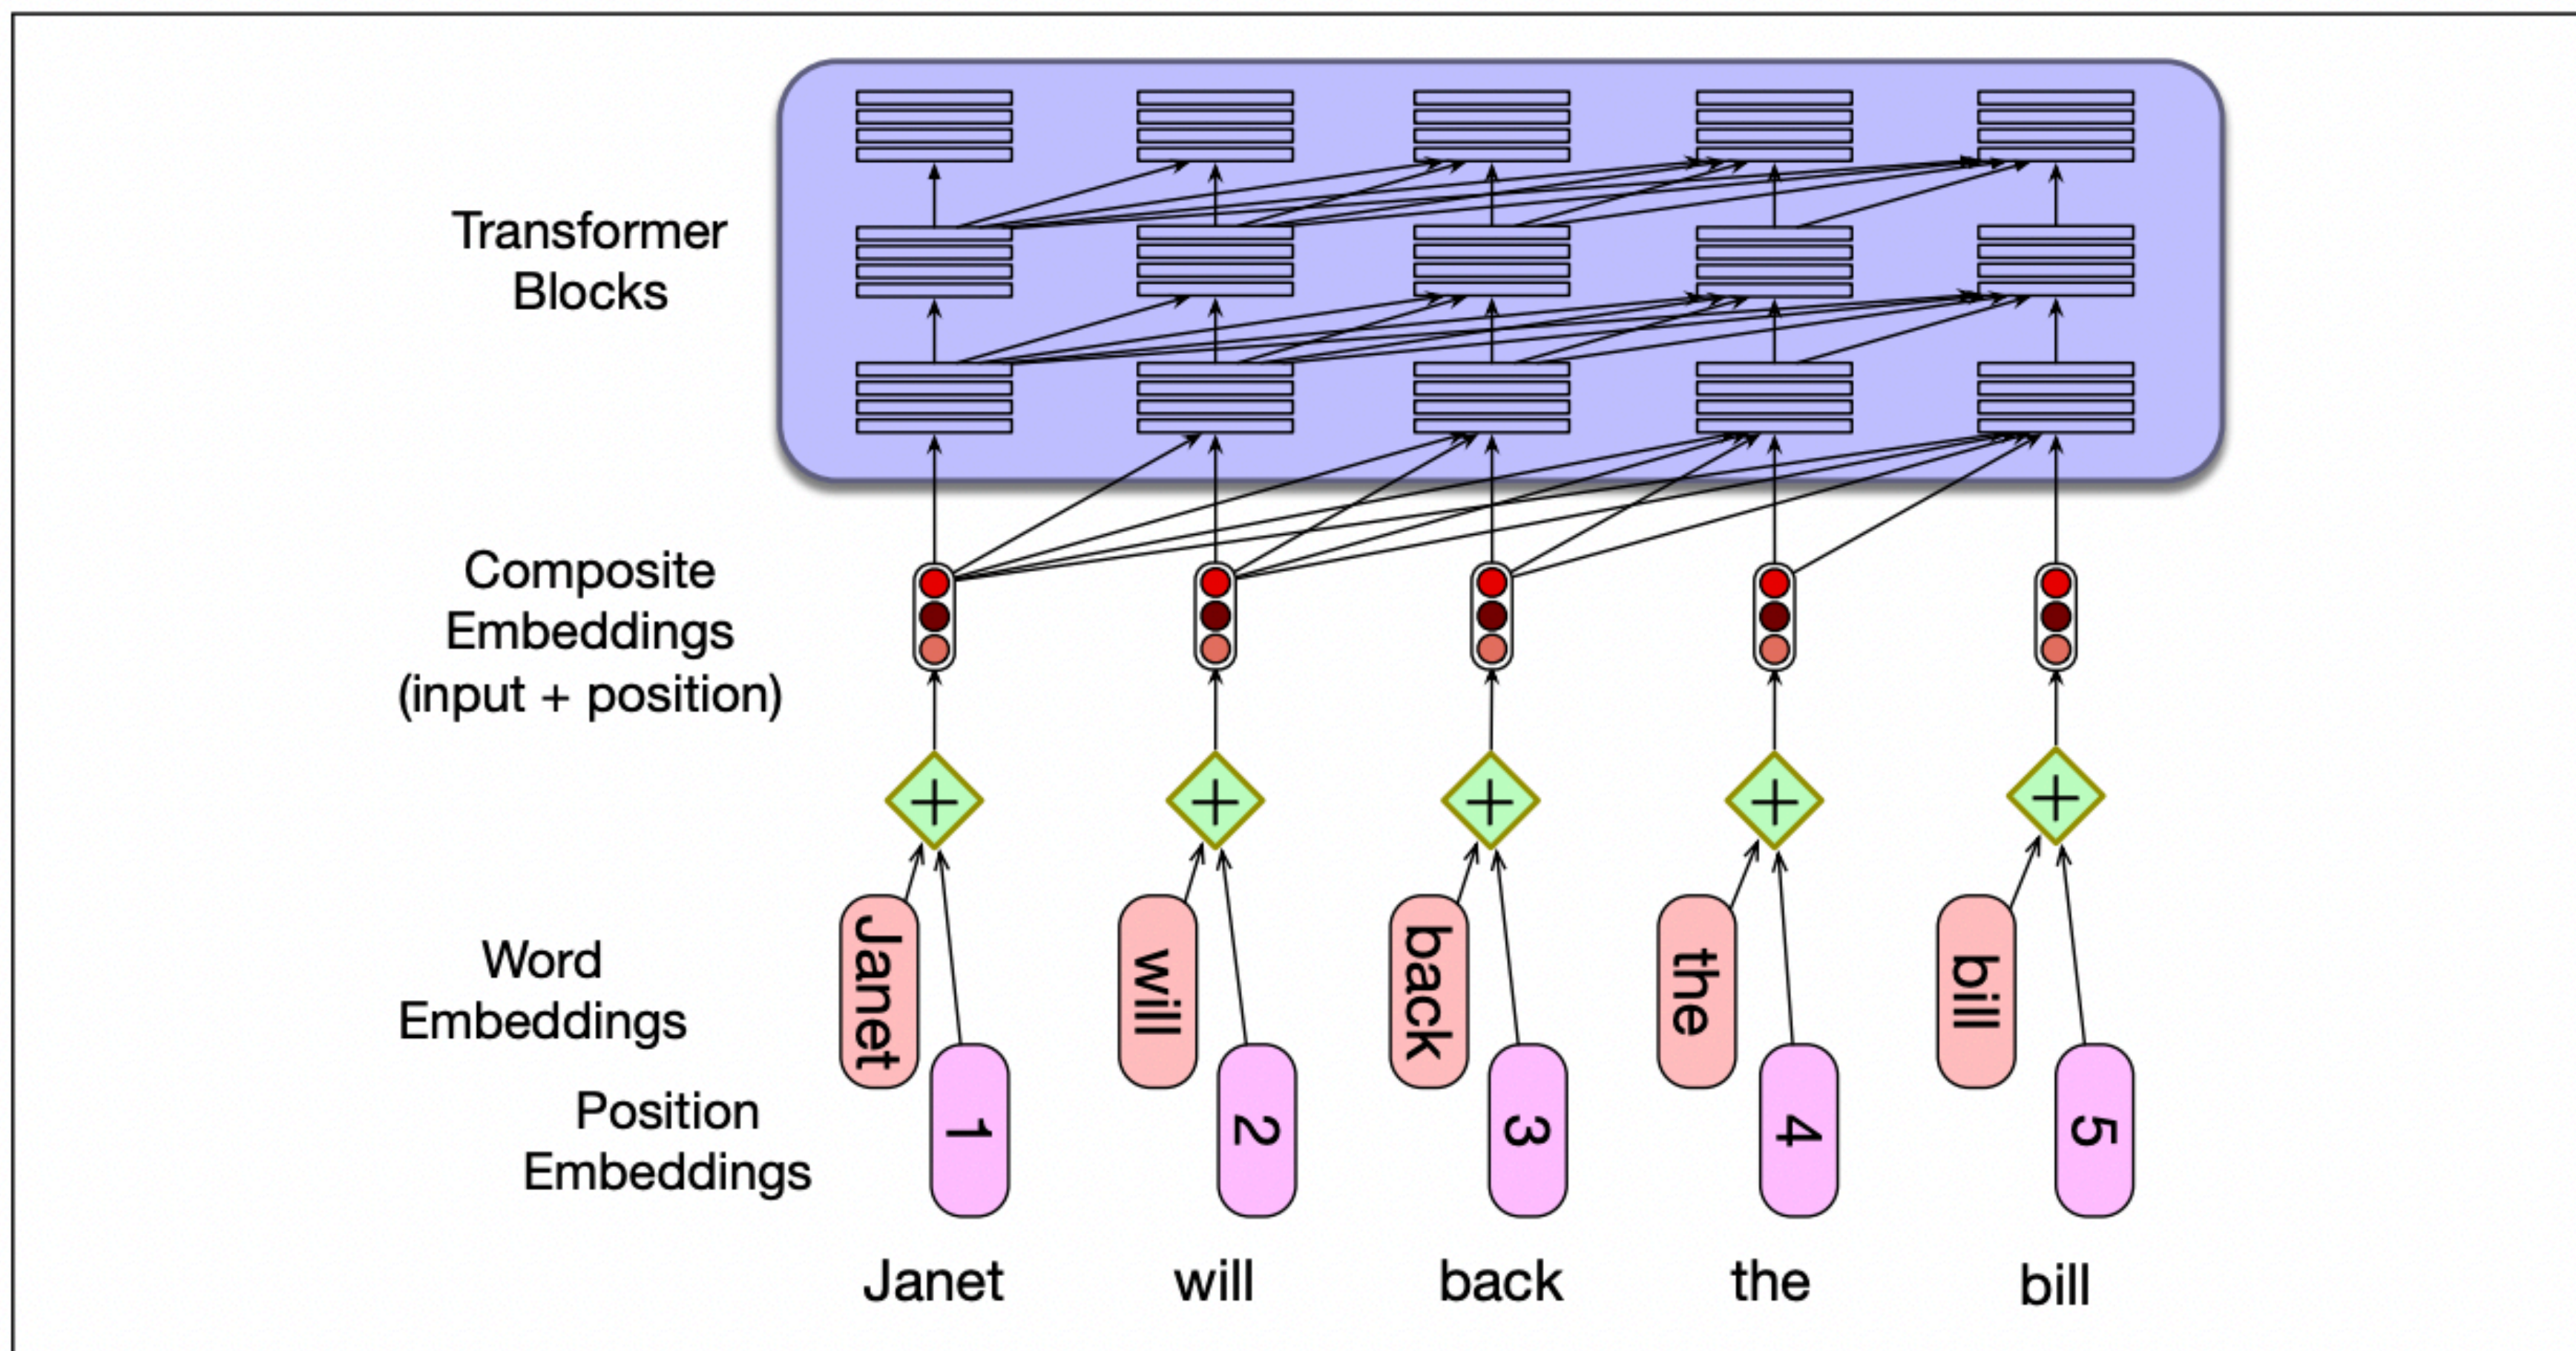 Transformer
Blocks
Composite
Embeddings
(input + position)
+ + + + +
Word
Embeddings
Janet will back the bill
Position
Embeddings
1 2 3 4 5
Janet will back the bill